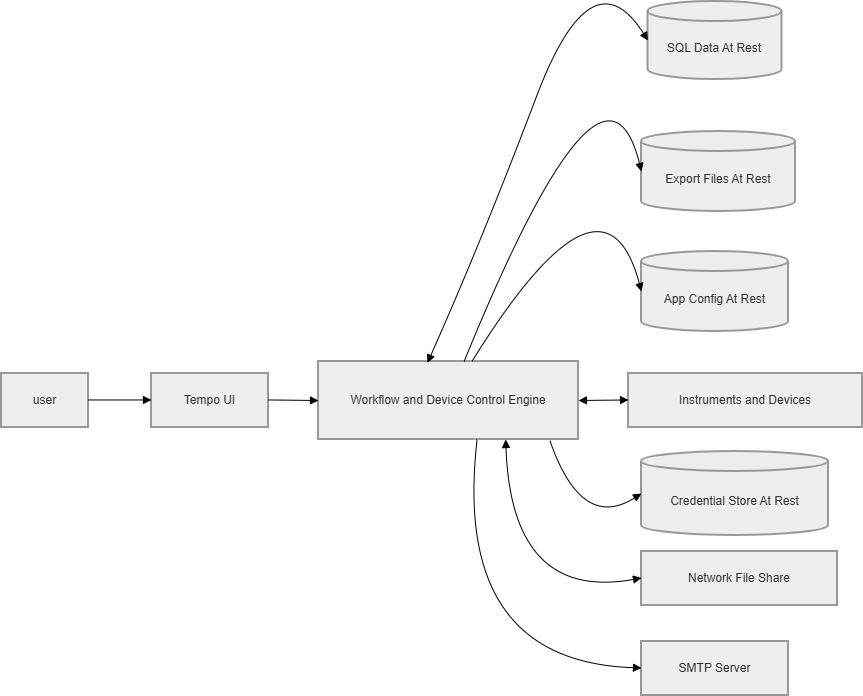 SQL Data At Rest
Export Files At Rest
App Config At Rest
user
Tempo UI
Workflow and Device Control Engine
Instruments and Devices
Credential Store At Rest
Network File Share
SMTP Server